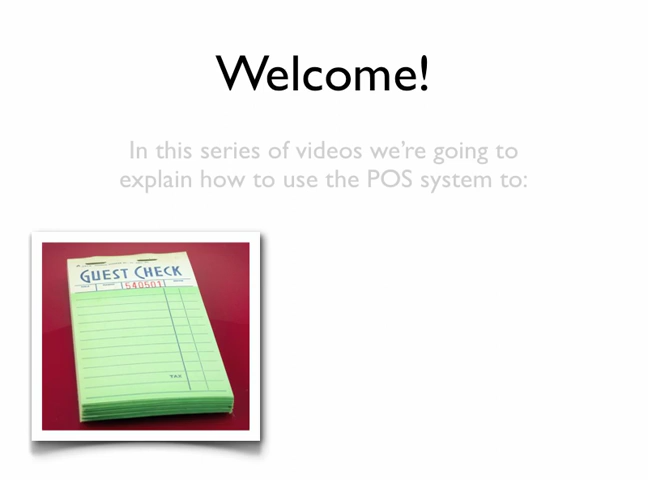 Welcome!
In this series of videos we're going to
explain how to use the POS system to:
GUEST CHECK
540501
TAX